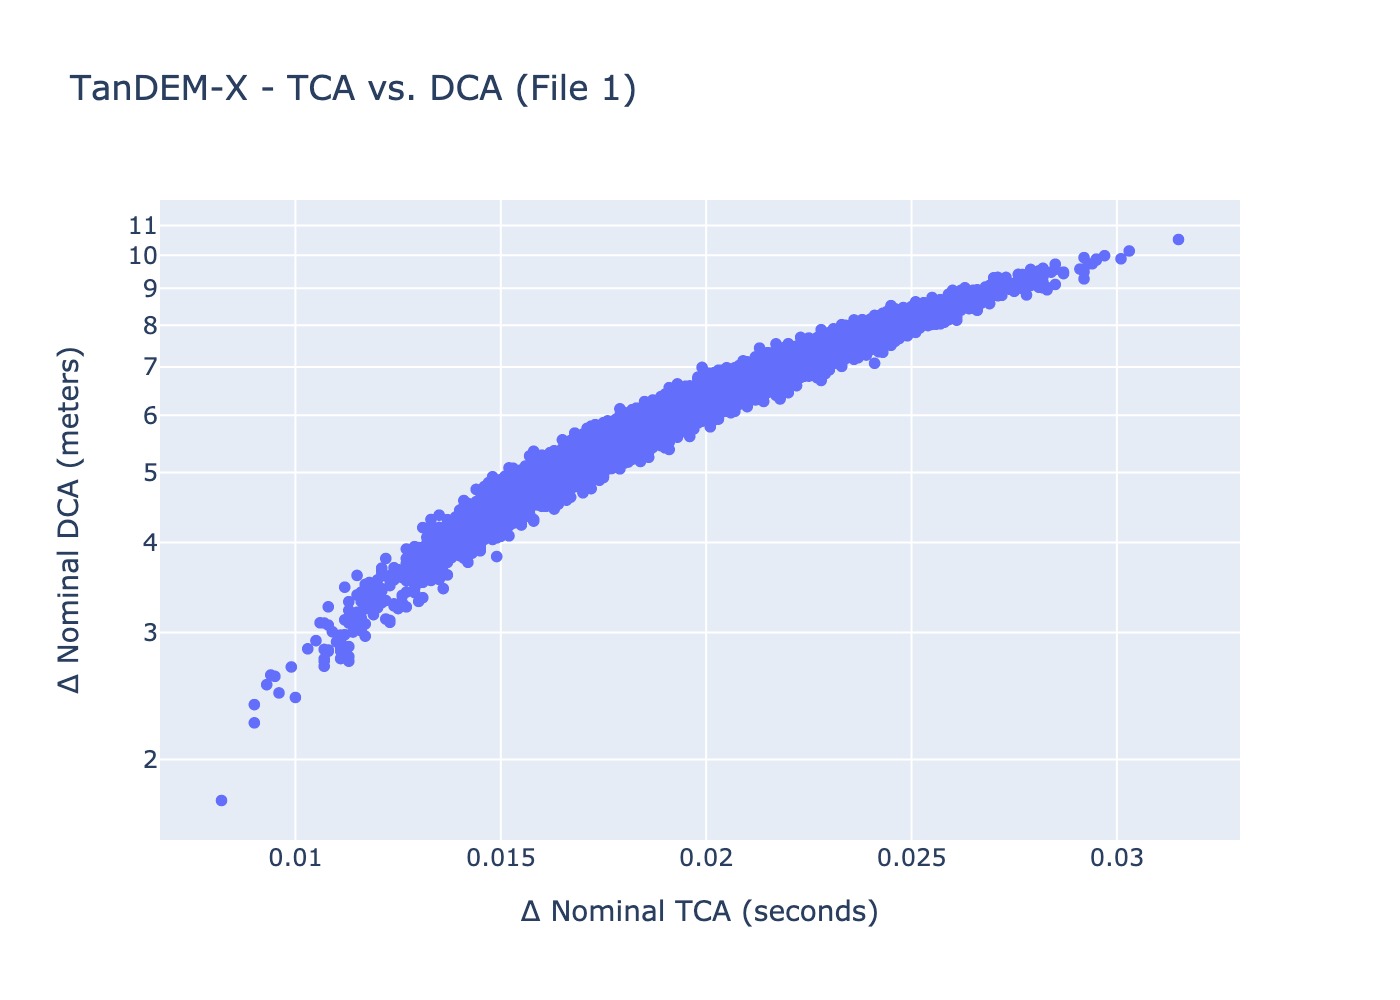 TanDEM-X - TCA vs. DCA (File 1)
11
10
9
8
7
6
5
4
3
2
Δ Nominal DCA (meters)
0.01 0.015 0.02 0.025 0.03
Δ Nominal TCA (seconds)